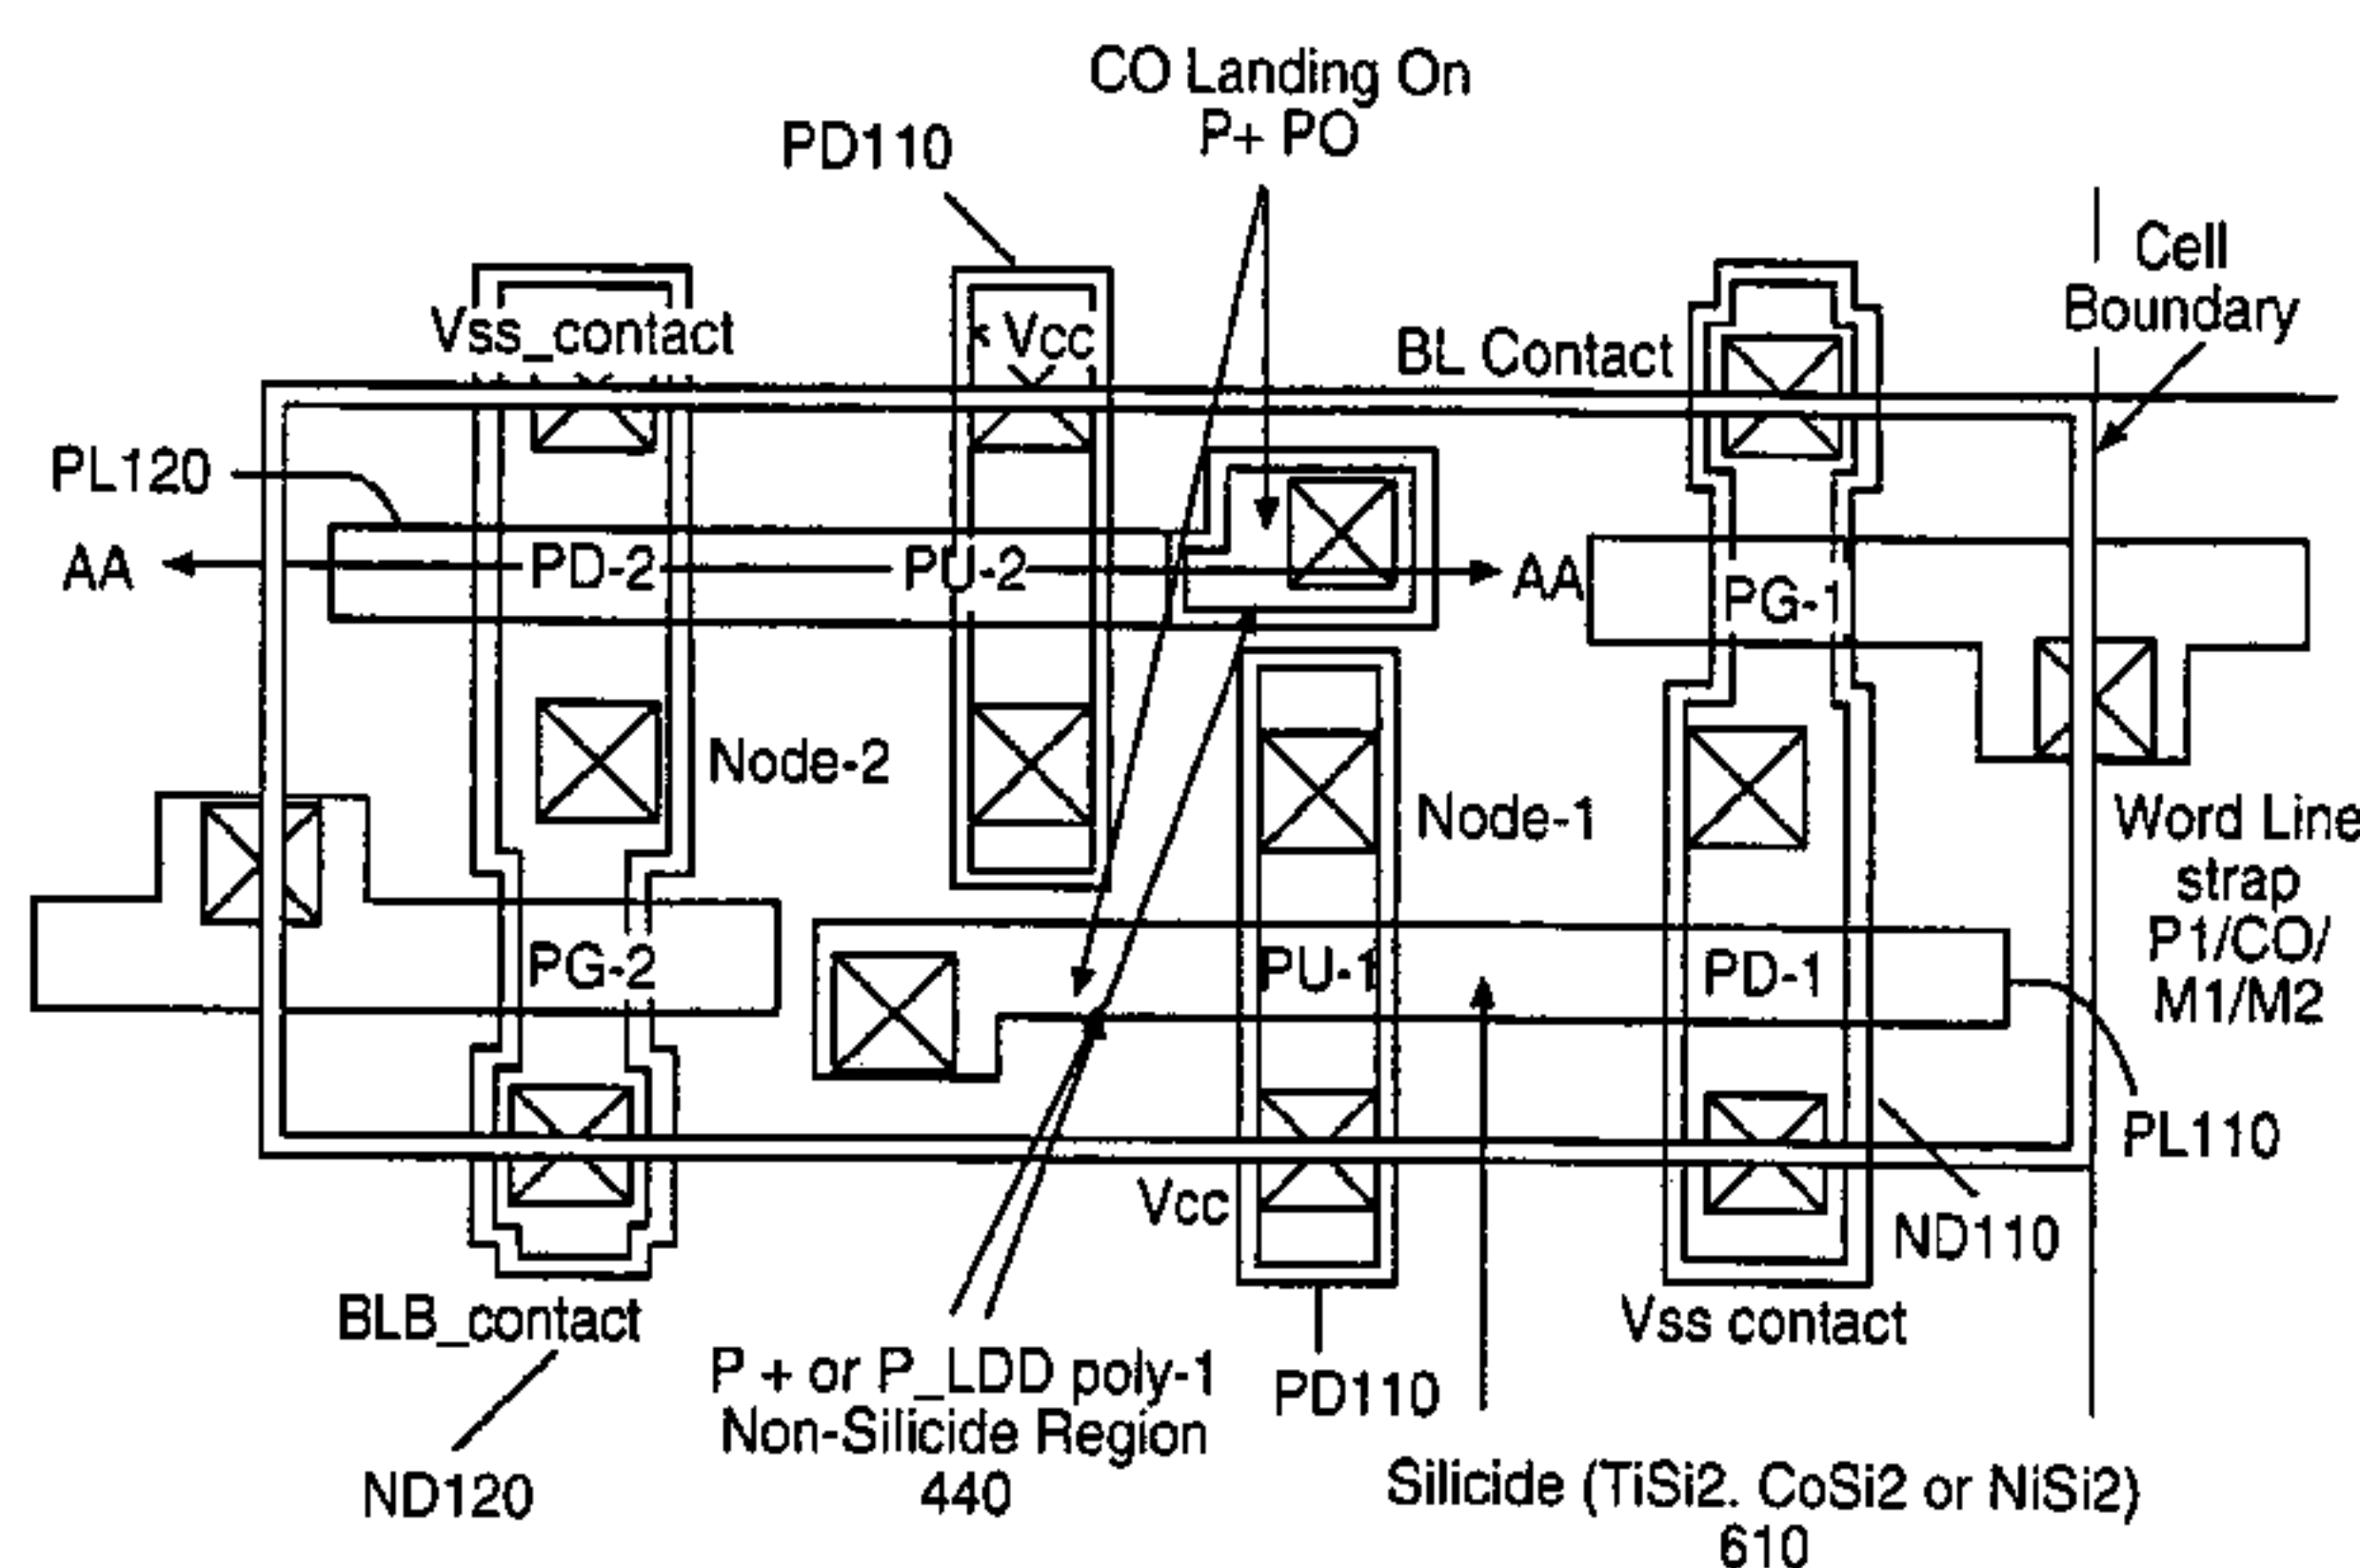 CO Landing On
P+ PO
PD110
Cell
Boundary
Vss_contact
Vcc
BL Contact
PL120
AA
PD-2
PU-2
AA
PG-1
Node-2
Node-1
Word Line
strap
P1/CO/
M1/M2
PG-2
PU-1
PD-1
PL110
Vcc
ND110
BLB_contact
Vss contact
P + or P_LDD poly-1
Non-Silicide Region
440
PD110
ND120
Silicide (TiSi2. CoSi2 or NiSi2)
610